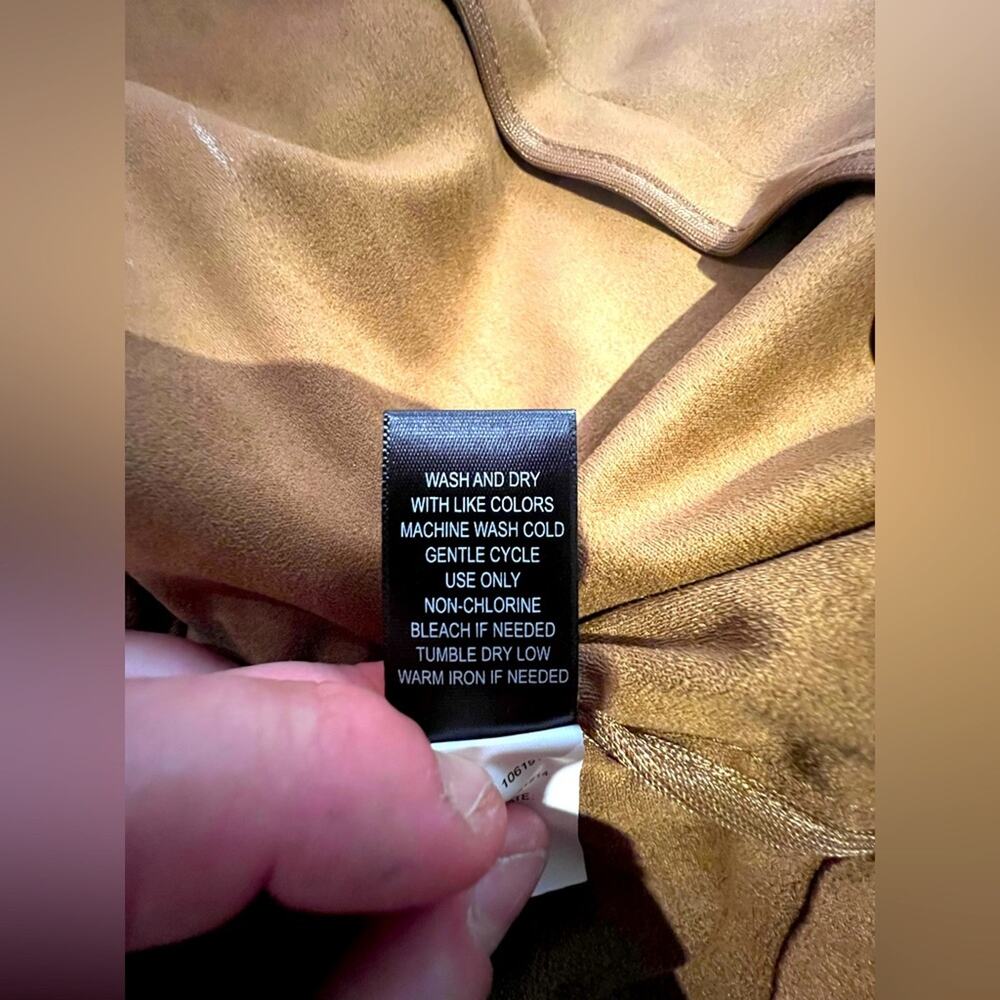 WASH AND DRY
WITH LIKE COLORS
MACHINE WASH COLD
GENTLE CYCLE
USE ONLY
NON-CHLORINE
BLEACH IF NEEDED
TUMBLE DRY LOW
WARM IRON IF NEEDED